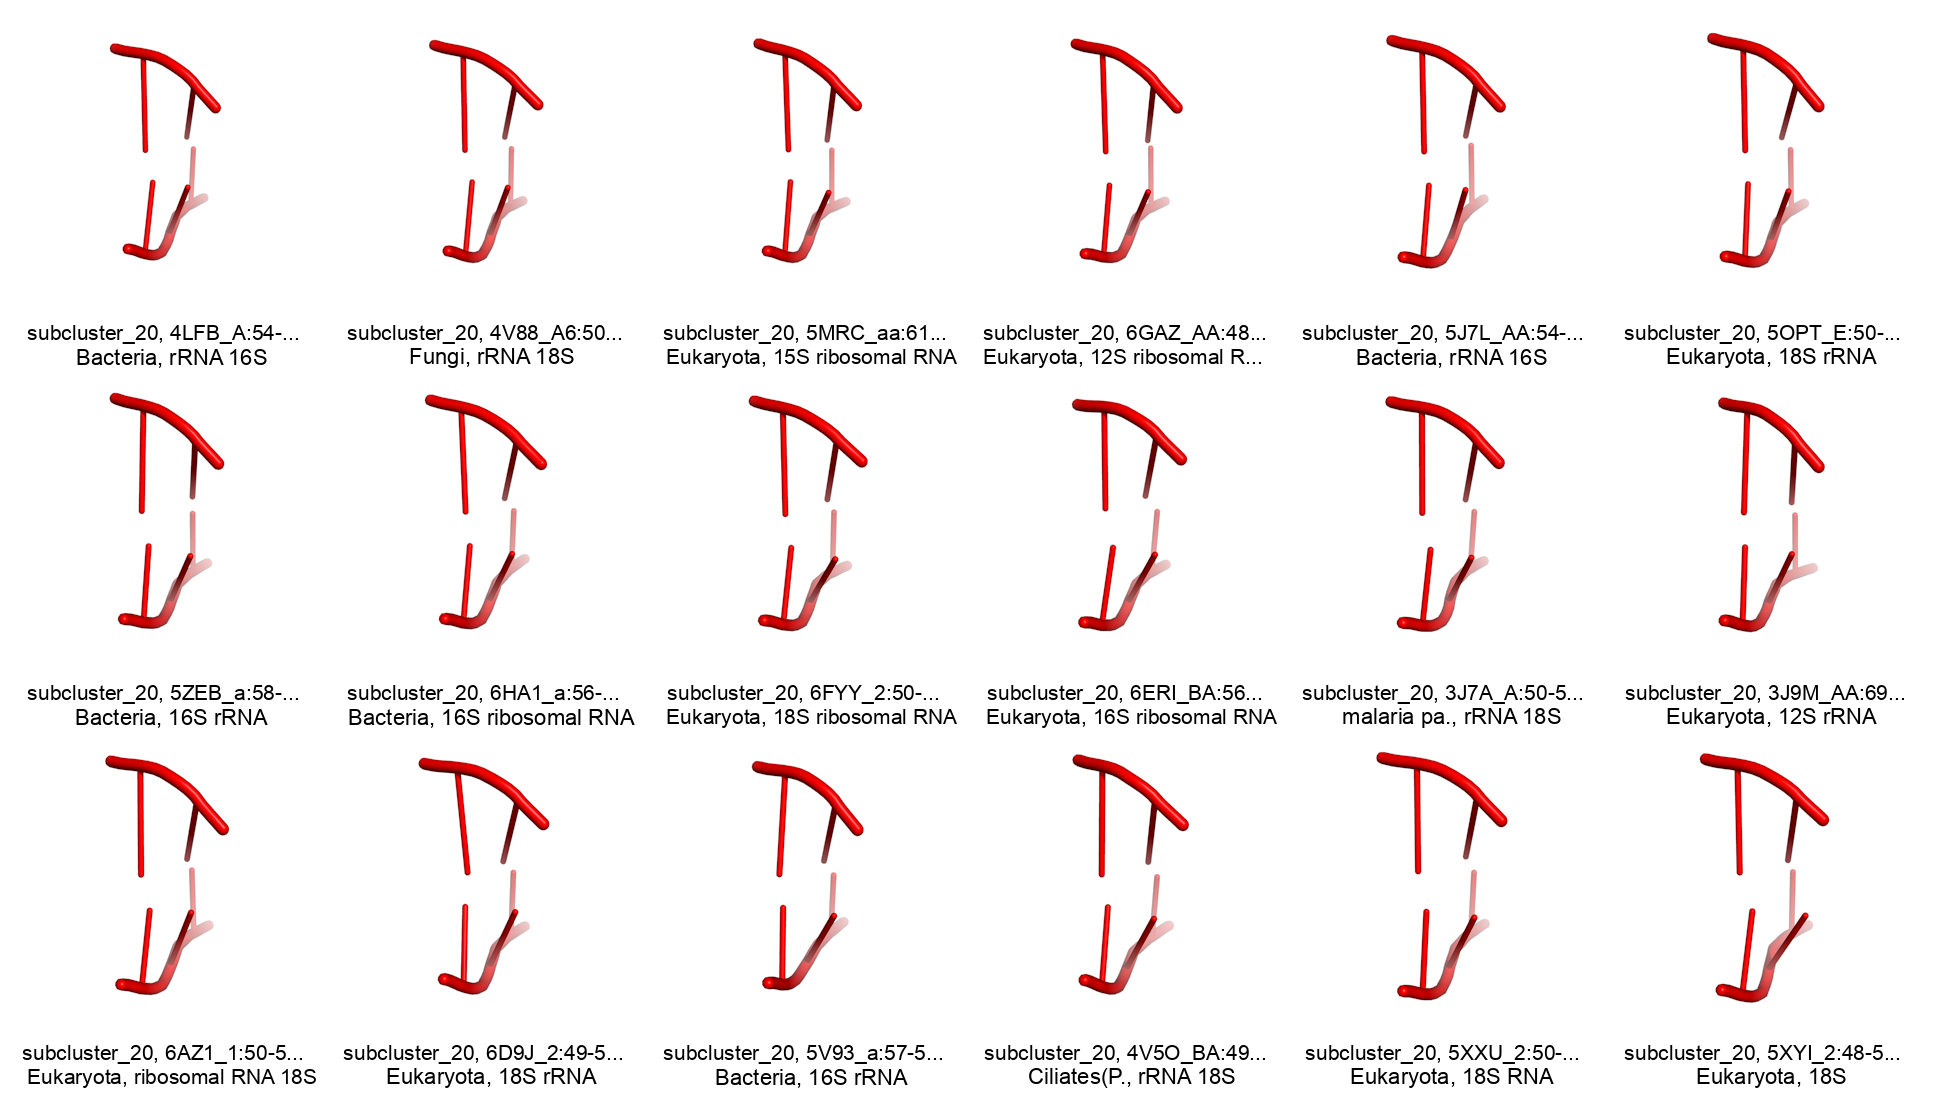 subcluster_20, 4LFB_A:54-...
Bacteria, rRNA 16S
subcluster_20, 4V88_A6:50...
Fungi, rRNA 18S
subcluster_20, 5MRC_aa:61...
Eukaryota, 15S ribosomal RNA
subcluster_20, 6GAZ_AA:48...
Eukaryota, 12S ribosomal R...
subcluster_20, 5J7L_AA:54-...
Bacteria, rRNA 16S
subcluster_20, 5OPT_E:50-...
Eukaryota, 18S rRNA
subcluster_20, 5ZEB_a:58-...
Bacteria, 16S rRNA
subcluster_20, 6HA1_a:56-...
Bacteria, 16S ribosomal RNA
subcluster_20, 6FYY_2:50-...
Eukaryota, 18S ribosomal RNA
subcluster_20, 6ERI_BA:56...
Eukaryota, 16S ribosomal RNA
subcluster_20, 3J7A_A:50-5...
malaria pa., rRNA 18S
subcluster_20, 3J9M_AA:69...
Eukaryota, 12S rRNA
subcluster_20, 6AZ1_1:50-5...
Eukaryota, ribosomal RNA 18S
subcluster_20, 6D9J_2:49-5...
Eukaryota, 18S rRNA
subcluster_20, 5V93_a:57-5...
Bacteria, 16S rRNA
subcluster_20, 4V5O_BA:49...
Ciliates(P., rRNA 18S
subcluster_20, 5XXU_2:50-...
Eukaryota, 18S RNA
subcluster_20, 5XYI_2:48-5...
Eukaryota, 18S